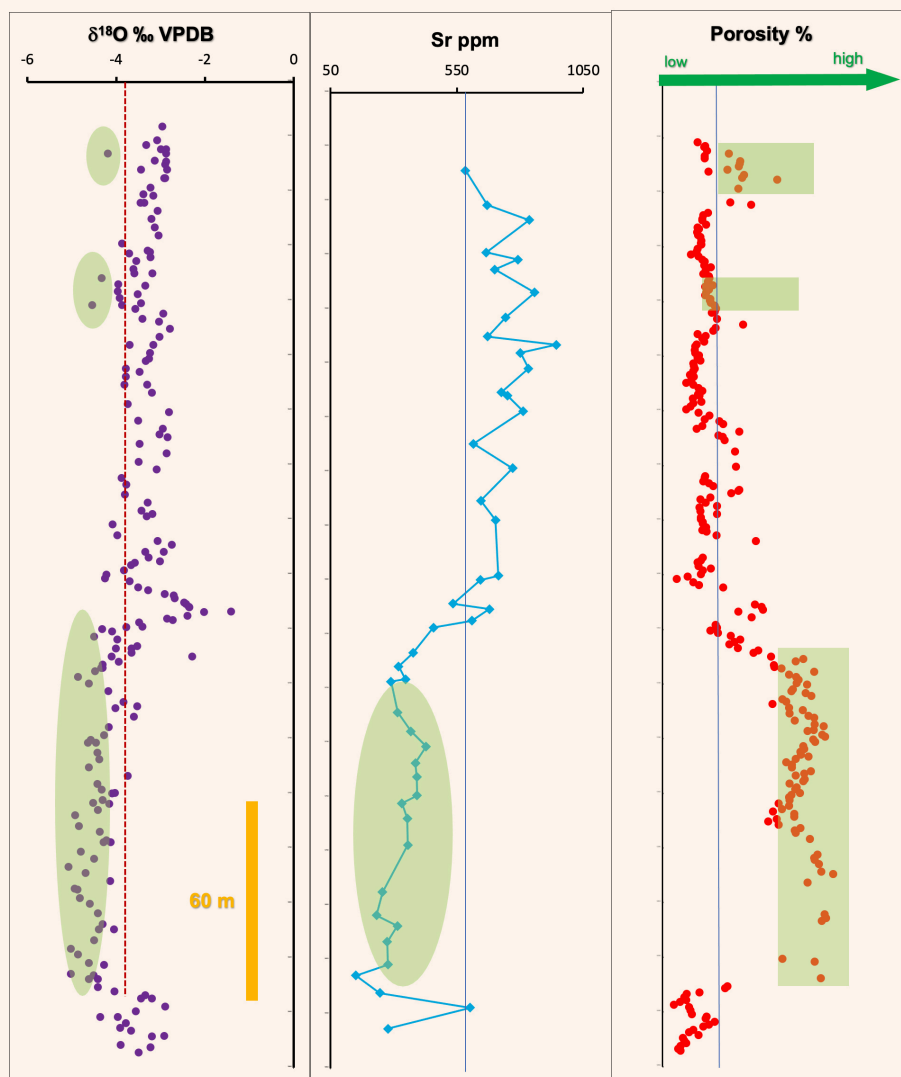 δ¹⁸O ‰ VPDB
-6 -4 -2 0
60 m
Sr ppm
50 550 1050
Porosity %
low high